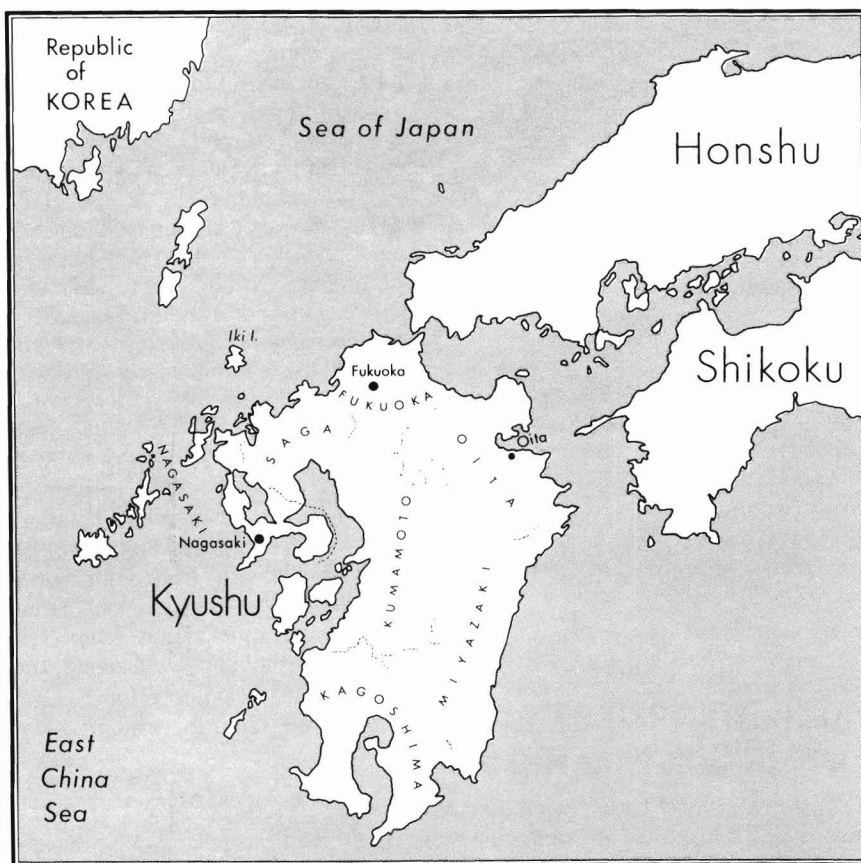 Republic
of
KOREA
Sea of Japan
Honshu
Iki I.
Fukuoka
FUKUOKA
Shikoku
SAGA
Oita
OITA
NAGASAKI
Nagasaki
KUMAMOTO
Kyushu
MIYAZAKI
KAGOSHIMA
East
China
Sea